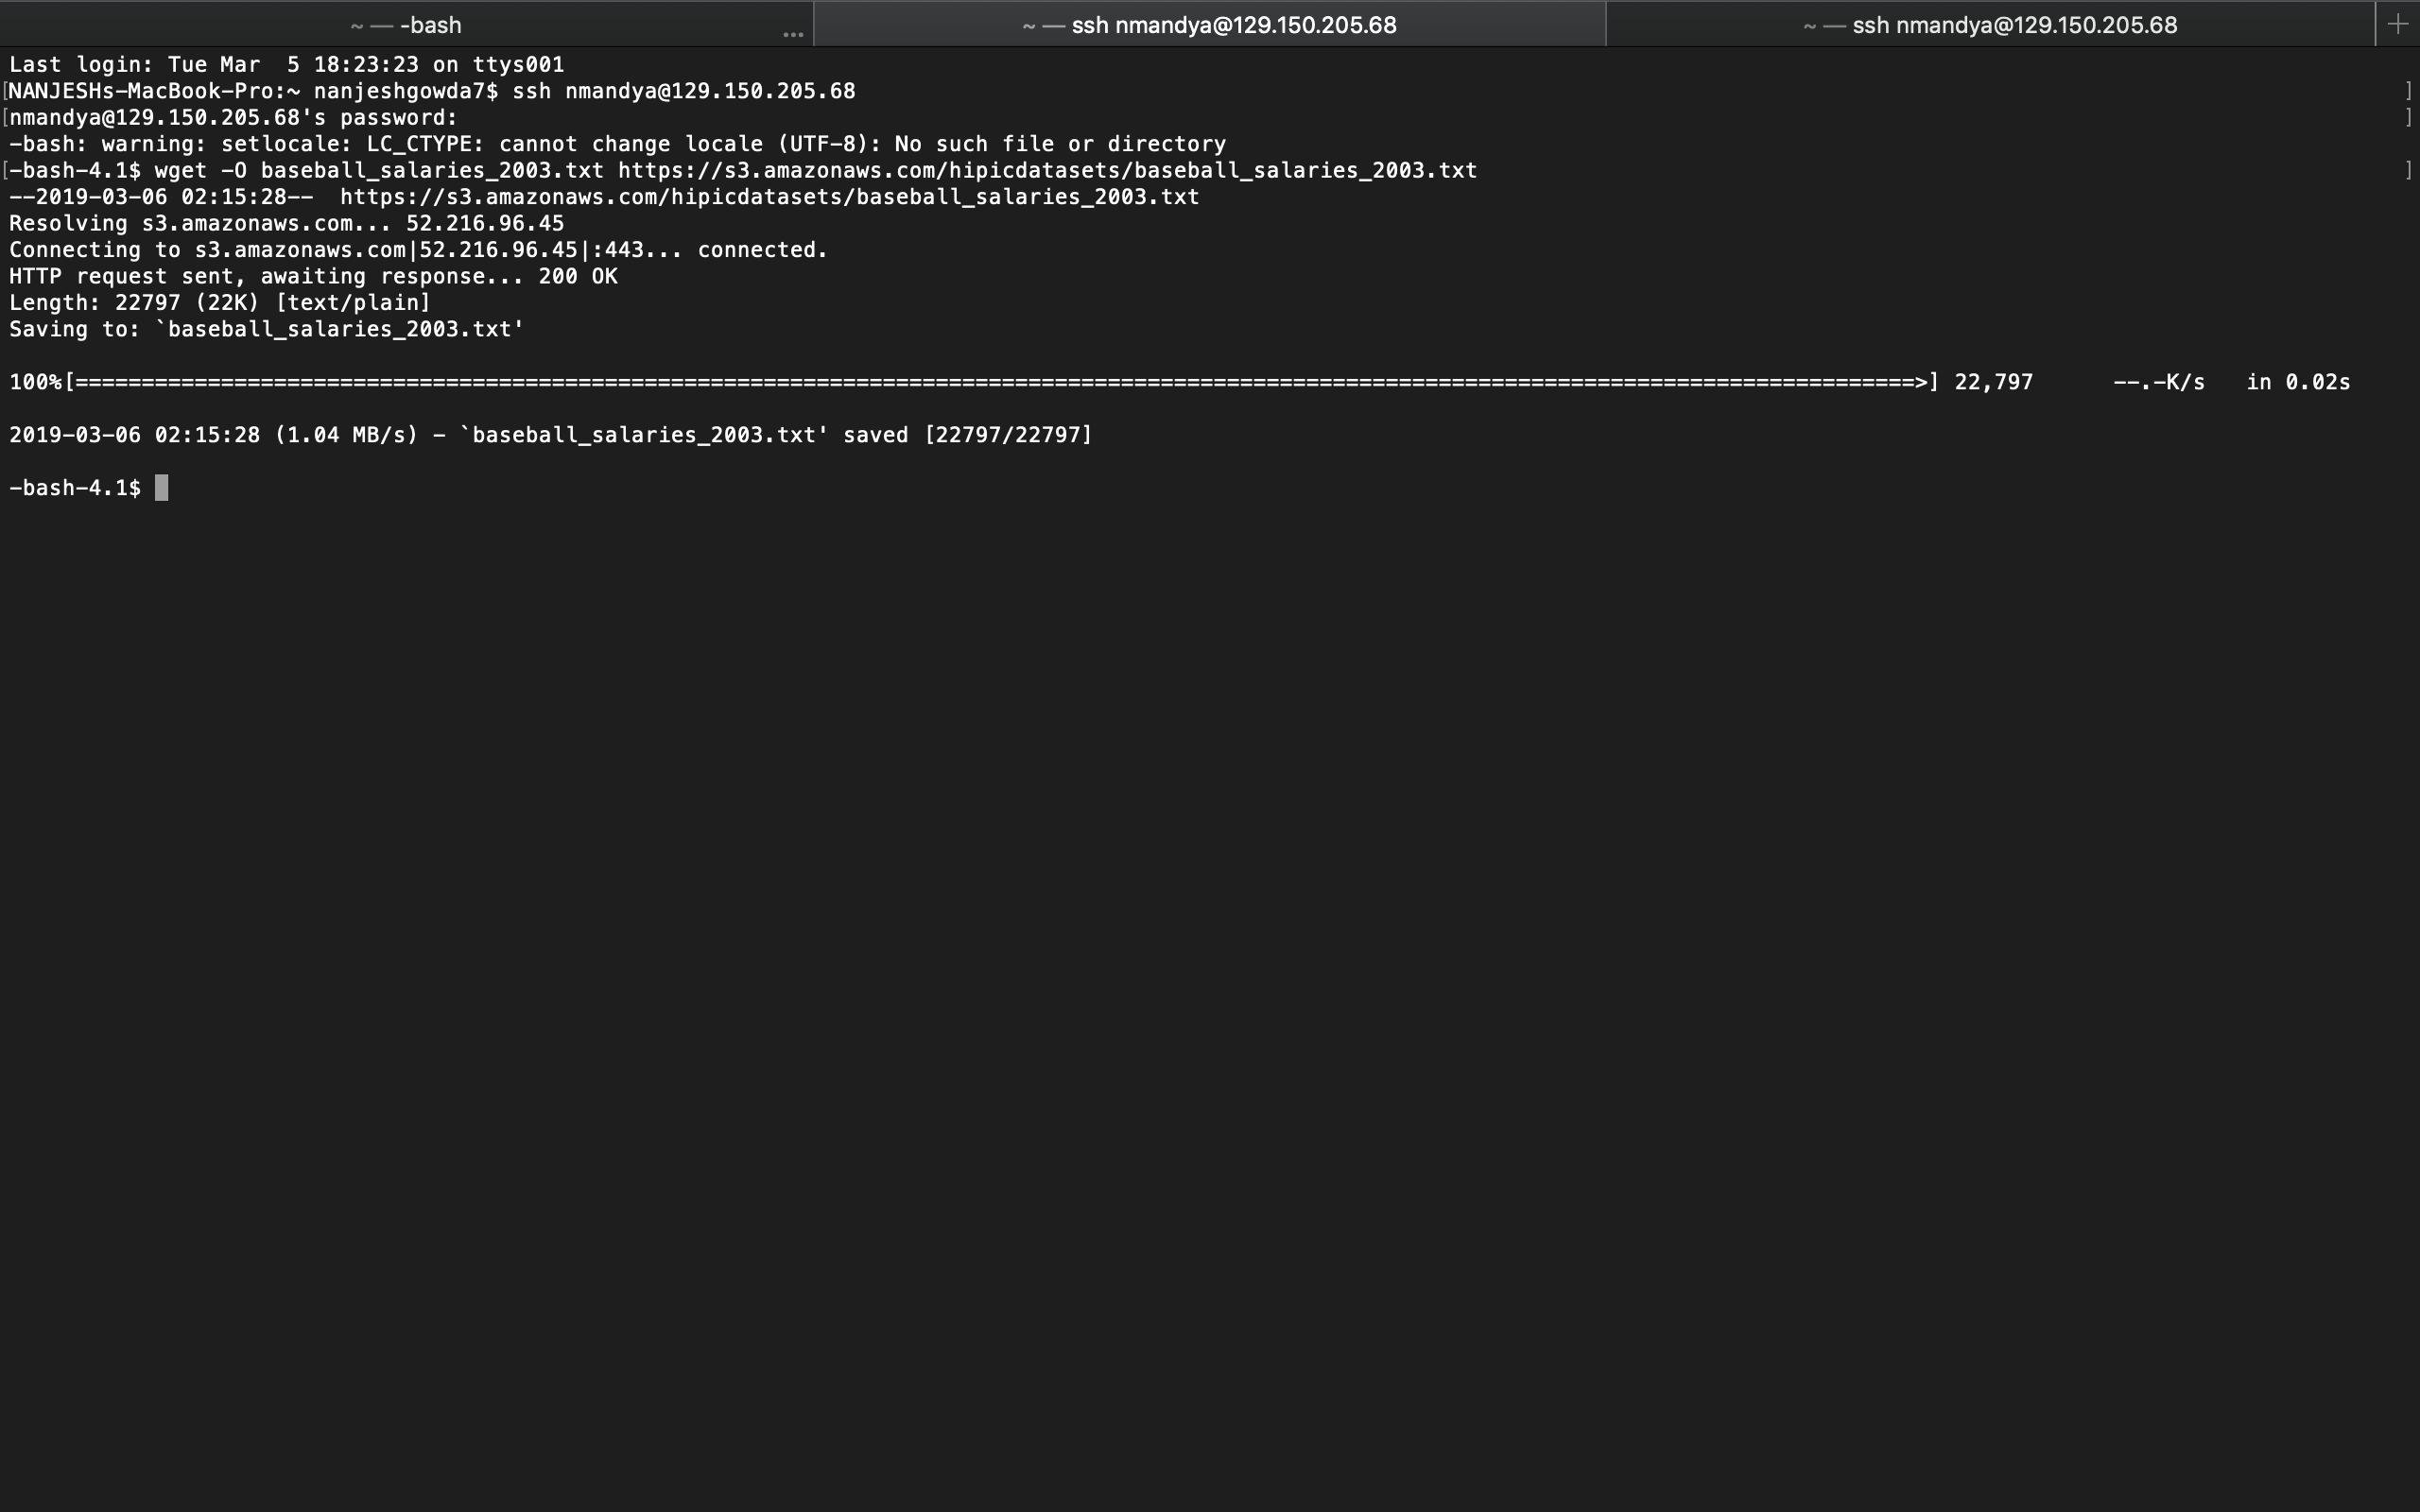 ~ — -bash
...
~ — ssh nmandya@129.150.205.68
~ — ssh nmandya@129.150.205.68
+
Last login: Tue Mar  5 18:23:23 on ttys001
[NANJESHs-MacBook-Pro:~ nanjeshgowda7$ ssh nmandya@129.150.205.68 ]
[nmandya@129.150.205.68's password: ]
-bash: warning: setlocale: LC_CTYPE: cannot change locale (UTF-8): No such file or directory
[-bash-4.1$ wget -O baseball_salaries_2003.txt https://s3.amazonaws.com/hipicdatasets/baseball_salaries_2003.txt ]
--2019-03-06 02:15:28--  https://s3.amazonaws.com/hipicdatasets/baseball_salaries_2003.txt
Resolving s3.amazonaws.com... 52.216.96.45
Connecting to s3.amazonaws.com|52.216.96.45|:443... connected.
HTTP request sent, awaiting response... 200 OK
Length: 22797 (22K) [text/plain]
Saving to: `baseball_salaries_2003.txt'
100%[===========================================================================================================================================>] 22,797      --.-K/s   in 0.02s
2019-03-06 02:15:28 (1.04 MB/s) - `baseball_salaries_2003.txt' saved [22797/22797]
-bash-4.1$